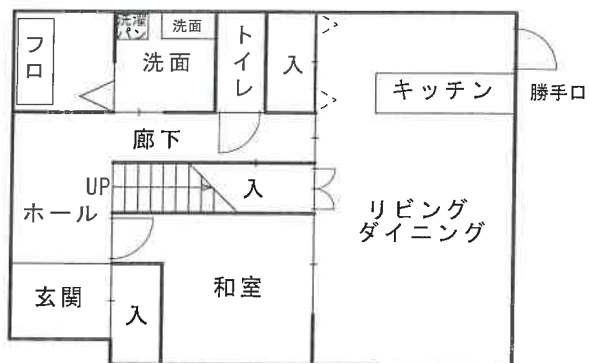 フロ
洗濯
パン
洗面
洗面
トイレ
入
キッチン
勝手口
廊下
UP
入
ホール
リビング
ダイニング
玄関
入
和室